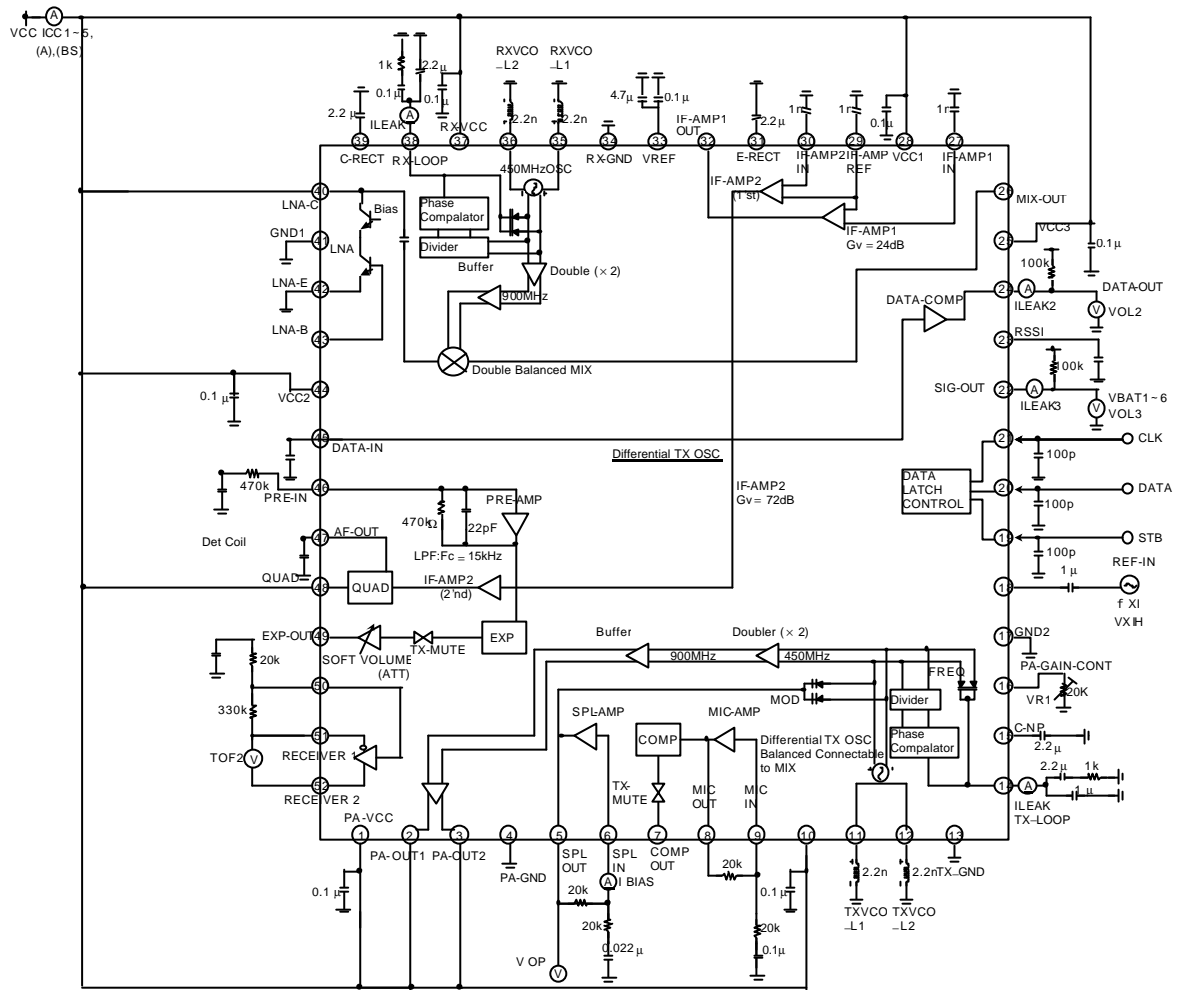 A
VCC ICC1~5,
(A),(BS)
1k
2.2μ
0.1μ
0.1μ
2.2μ
ILEAK
A
RX-VCC
RXVCO
–L2
RXVCO
–L1
2.2n
2.2n
4.7μ
0.1μ
IF-AMP1
OUT
2.2μ
1n
1n
0.1μ
1n
39
38
37
36
35
34
33
32
31
30
29
28
27
C-RECT
RX-LOOP
RX-GND
VREF
E-RECT
IF-AMP2
IN
IF-AMP
REF
VCC1
IF-AMP1
IN
450MHzOSC
40
LNA-C
Bias
Phase
Compalator
IF-AMP2
(1'st)
26
MIX-OUT
GND1
41
LNA
Divider
IF-AMP1
Gv = 24dB
25
VCC3
0.1μ
Buffer
Double (×2)
100k
LNA-E
42
900MHz
24
A
DATA-OUT
DATA-COMP
ILEAK2
V
VOL2
LNA-B
43
23
RSSI
Double Balanced MIX
100k
0.1μ
VCC2
44
SIG-OUT
22
A
ILEAK3
V
VBAT1~6
VOL3
45
DATA-IN
Differential TX OSC
21
CLK
100p
470k
PRE-IN
46
PRE-AMP
IF-AMP2
Gv = 72dB
DATA
LATCH
CONTROL
20
DATA
100p
470k
Ω
22pF
Det Coil
47
AF-OUT
LPF:Fc = 15kHz
19
STB
100p
QUAD
48
QUAD
IF-AMP2
(2'nd)
18
1μ
REF-IN
f XI
VXIH
EXP-OUT
49
EXP
Buffer
Doubler (×2)
17
GND2
SOFT VOLUME
(ATT)
TX-MUTE
900MHz
450MHz
FREQ
20k
50
16
PA-GAIN-CONT
VR1
20K
MOD
Divider
330k
SPL-AMP
MIC-AMP
C-NP
15
2.2μ
51
COMP
Differential TX OSC
Balanced Connectable
to MIX
Phase
Compalator
TOF2
V
RECEIVER 1
2.2μ
1k
14
A
1μ
52
RECEIVER 2
TX-
MUTE
MIC
OUT
MIC
IN
ILEAK
TX–LOOP
PA-VCC
1
2
3
4
5
6
7
8
9
10
11
12
13
PA-OUT1
PA-OUT2
PA-GND
SPL
OUT
SPL
IN
COMP
OUT
TX–GND
0.1μ
A
I BIAS
20k
20k
20k
0.1μ
2.2n
2.2n
20k
0.1μ
0.022μ
TXVCO
–L1
TXVCO
–L2
V OP
V